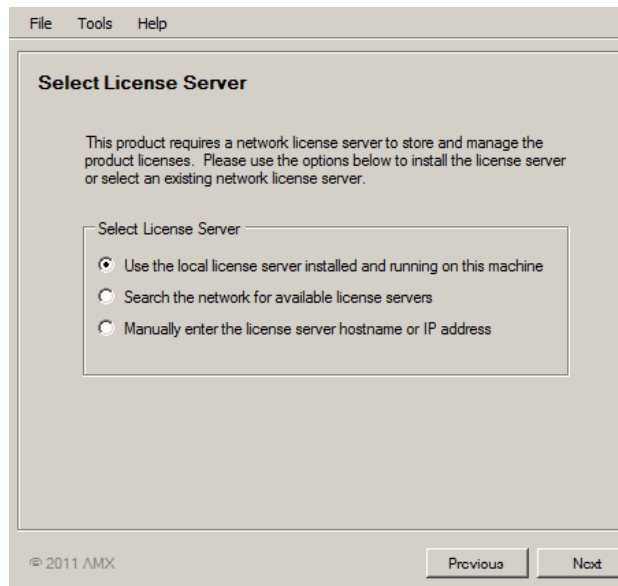 File Tools Help
Select License Server
This product requires a network license server to store and manage the
product licenses. Please use the options below to install the license server
or select an existing network license server.
Select License Server
Use the local license server installed and running on this machine
Search the network for available license servers
Manually enter the license server hostname or IP address
© 2011 AMX
Previous Next